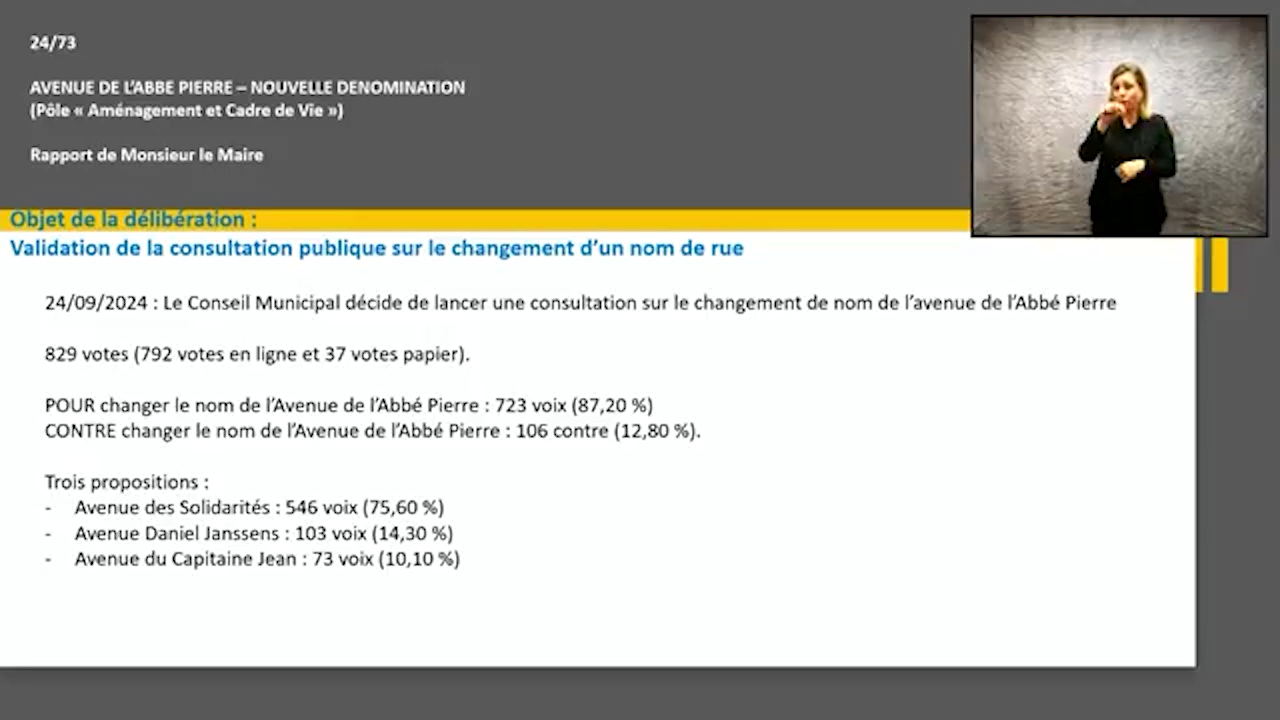 24/73
AVENUE DE L'ABBE PIERRE – NOUVELLE DENOMINATION
(Pôle « Aménagement et Cadre de Vie »)
Rapport de Monsieur le Maire
Objet de la délibération :
Validation de la consultation publique sur le changement d'un nom de rue
24/09/2024 : Le Conseil Municipal décide de lancer une consultation sur le changement de nom de l'avenue de l'Abbé Pierre
829 votes (792 votes en ligne et 37 votes papier).
POUR changer le nom de l'Avenue de l'Abbé Pierre : 723 voix (87,20 %)
CONTRE changer le nom de l'Avenue de l'Abbé Pierre : 106 contre (12,80 %).
Trois propositions :
- Avenue des Solidarités : 546 voix (75,60 %)
- Avenue Daniel Janssens : 103 voix (14,30 %)
- Avenue du Capitaine Jean : 73 voix (10,10 %)